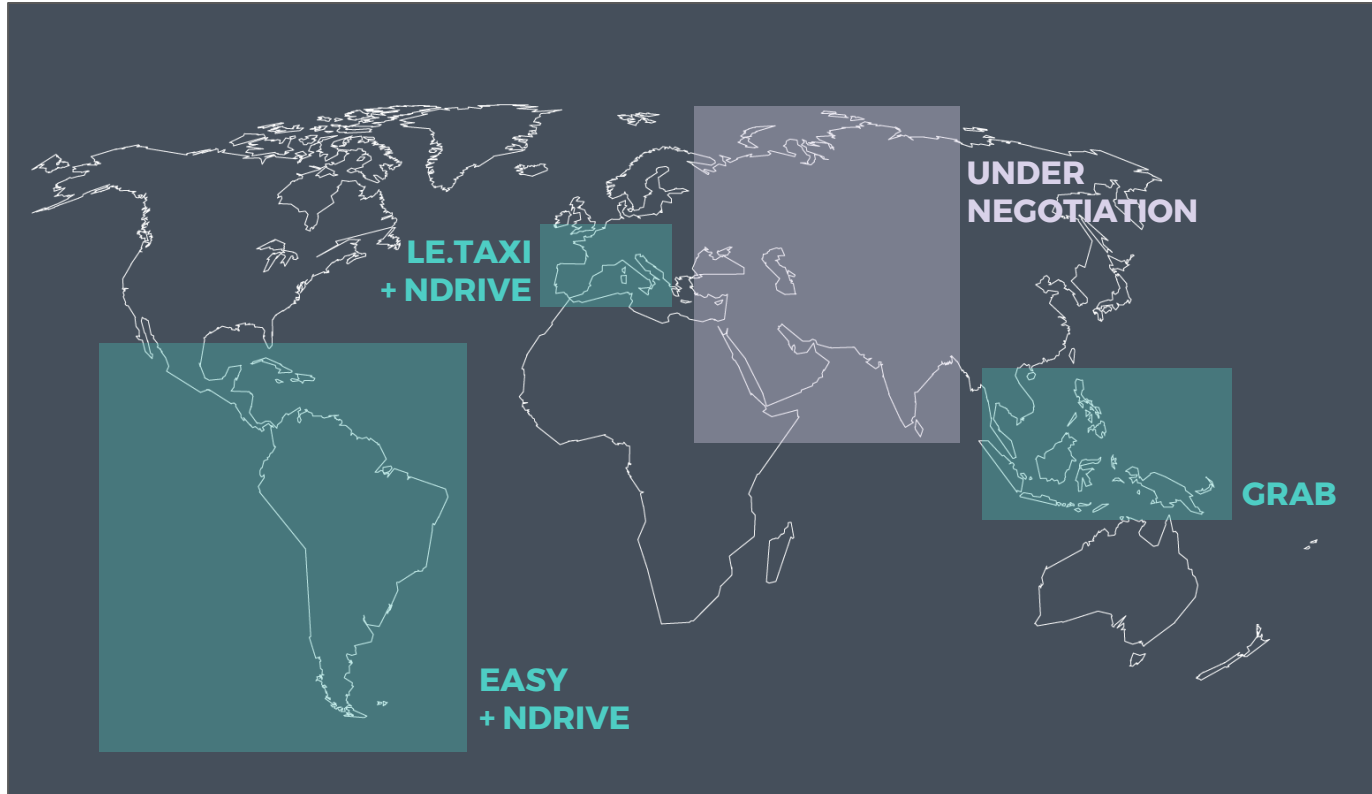 UNDER
NEGOTIATION
LE.TAXI
+ NDRIVE
GRAB
EASY
+ NDRIVE